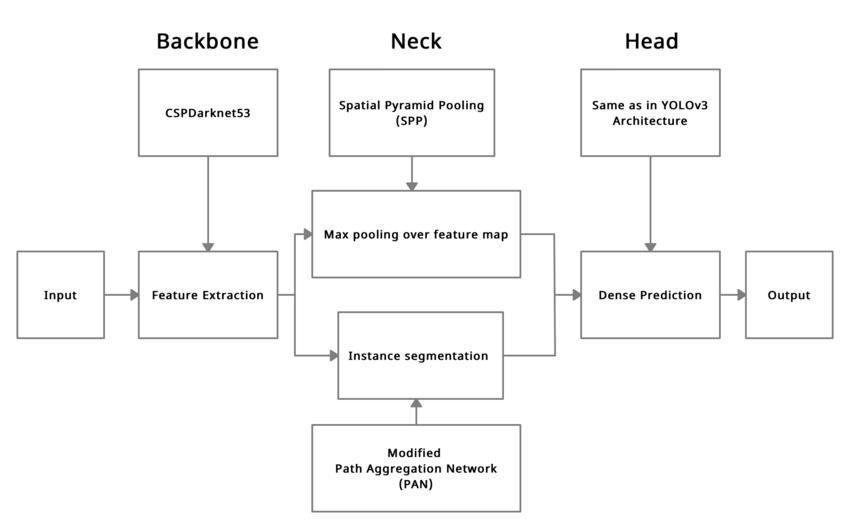 Backbone
Neck
Head
CSPDarknet53
Spatial Pyramid Pooling
(SPP)
Same as in YOLOv3
Architecture
Max pooling over feature map
Input
Feature Extraction
Dense Prediction
Output
Instance segmentation
Modified
Path Aggregation Network
(PAN)